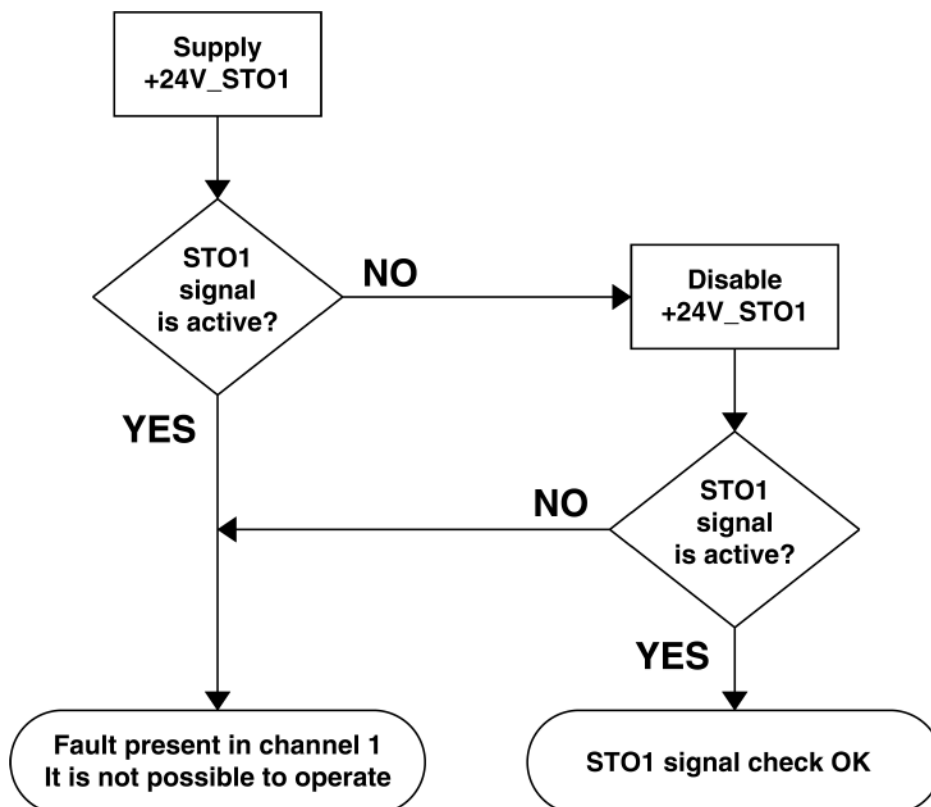 Supply
+24V_STO1
STO1
signal
is active?
NO
Disable
+24V_STO1
YES
NO
STO1
signal
is active?
YES
Fault present in channel 1
It is not possible to operate
STO1 signal check OK